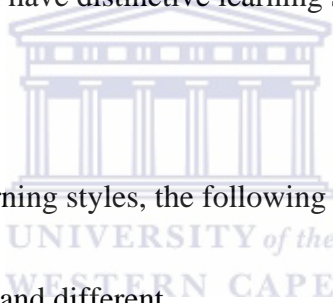 have distinctive learning
rning styles, the following
UNIVERSITY of the
WESTERN CAPE
and different